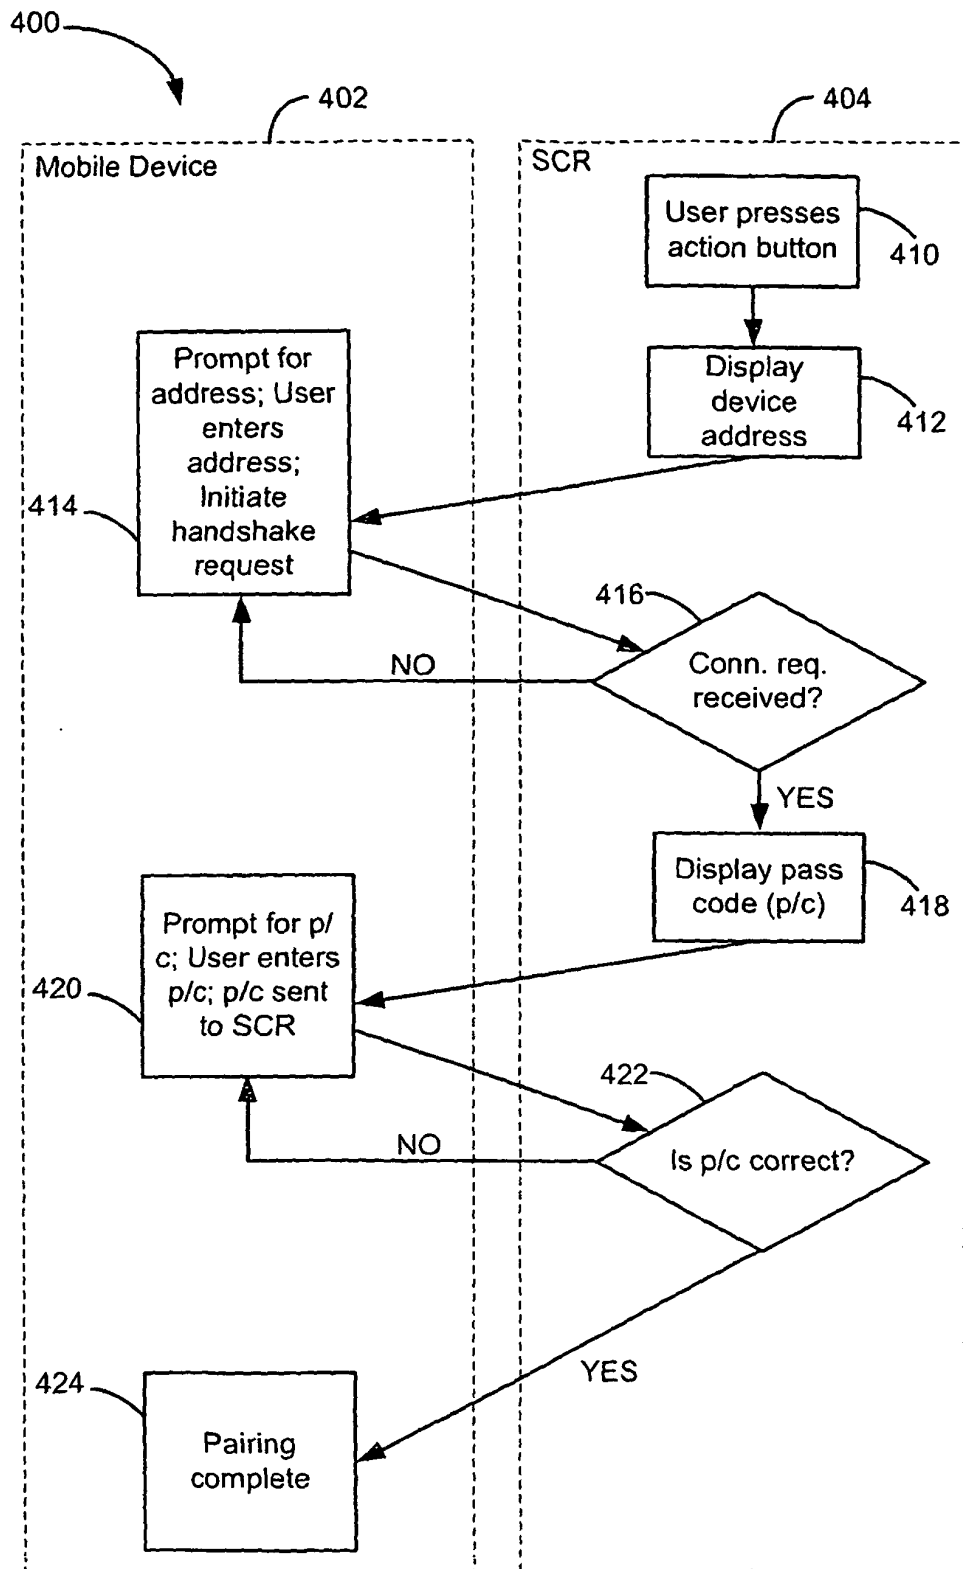 400
402
404
Mobile Device
SCR
User presses
action button
410
Display
device
address
412
Prompt for
address; User
enters
address;
Initiate
handshake
request
414
416
Conn. req.
received?
NO
YES
Display pass
code (p/c)
418
Prompt for p/
c; User enters
p/c; p/c sent
to SCR
420
422
Is p/c correct?
NO
YES
424
Pairing
complete